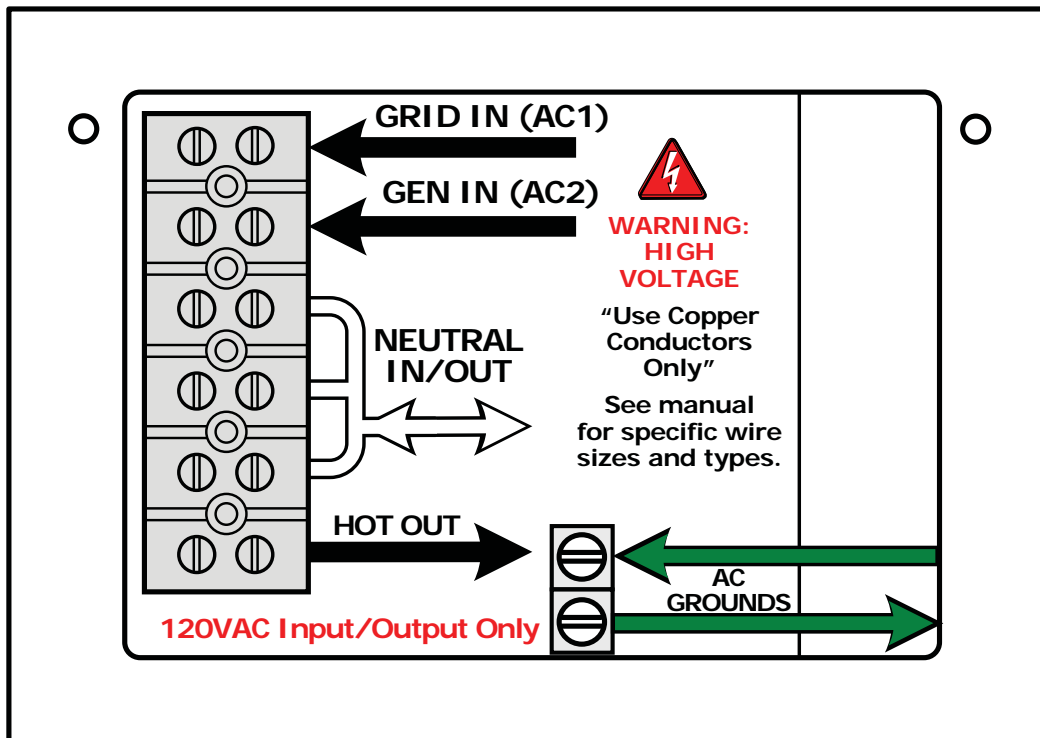 GRID IN (AC1)
GEN IN (AC2)
WARNING:
HIGH
VOLTAGE
“Use Copper
Conductors
Only”
See manual
for specific wire
sizes and types.
NEUTRAL
IN/OUT
HOT OUT
AC
GROUNDS
120VAC Input/Output Only